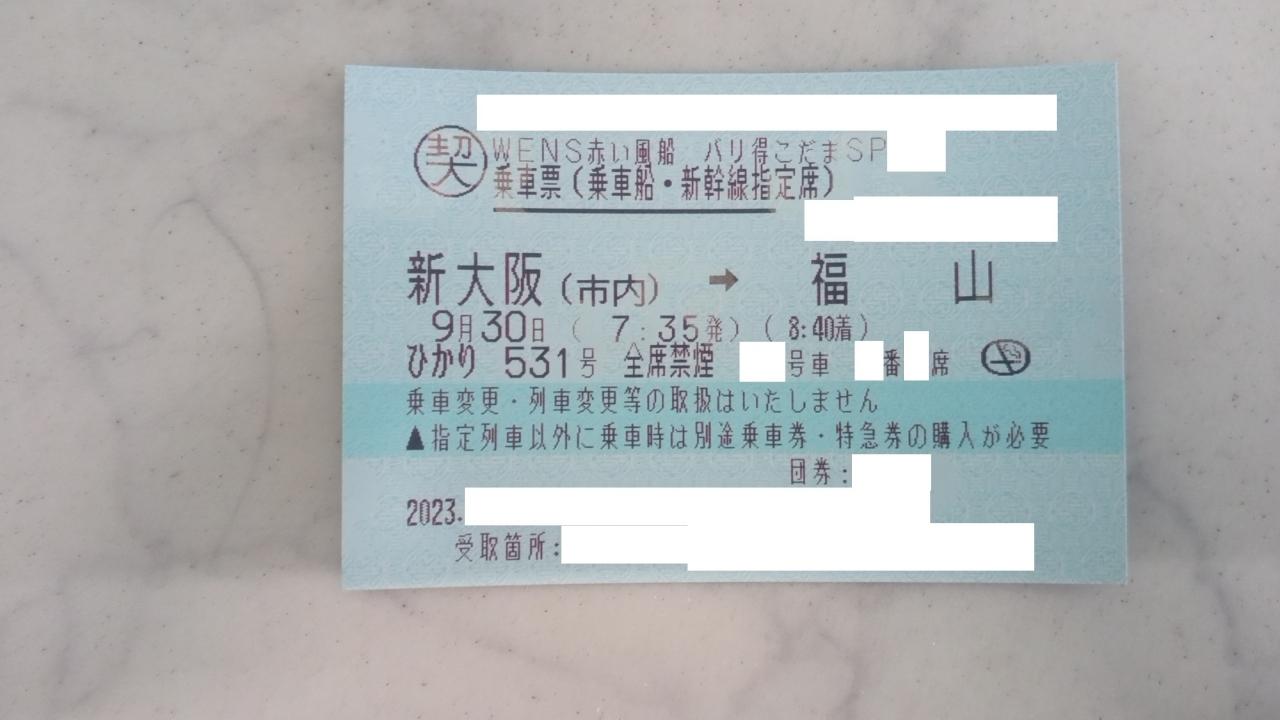 契 WENS赤い風船 バリ得こだまSP
乗車票(乗車船・新幹線指定席)
新大阪(市内) → 福山
9月30日( 7:35発)( 8:40着)
ひかり 531号 全席禁煙 号車 番 席
乗車変更・列車変更等の取扱はいたしません
▲指定列車以外に乗車時は別途乗車券・特急券の購入が必要
団券:
2023.
受取箇所: